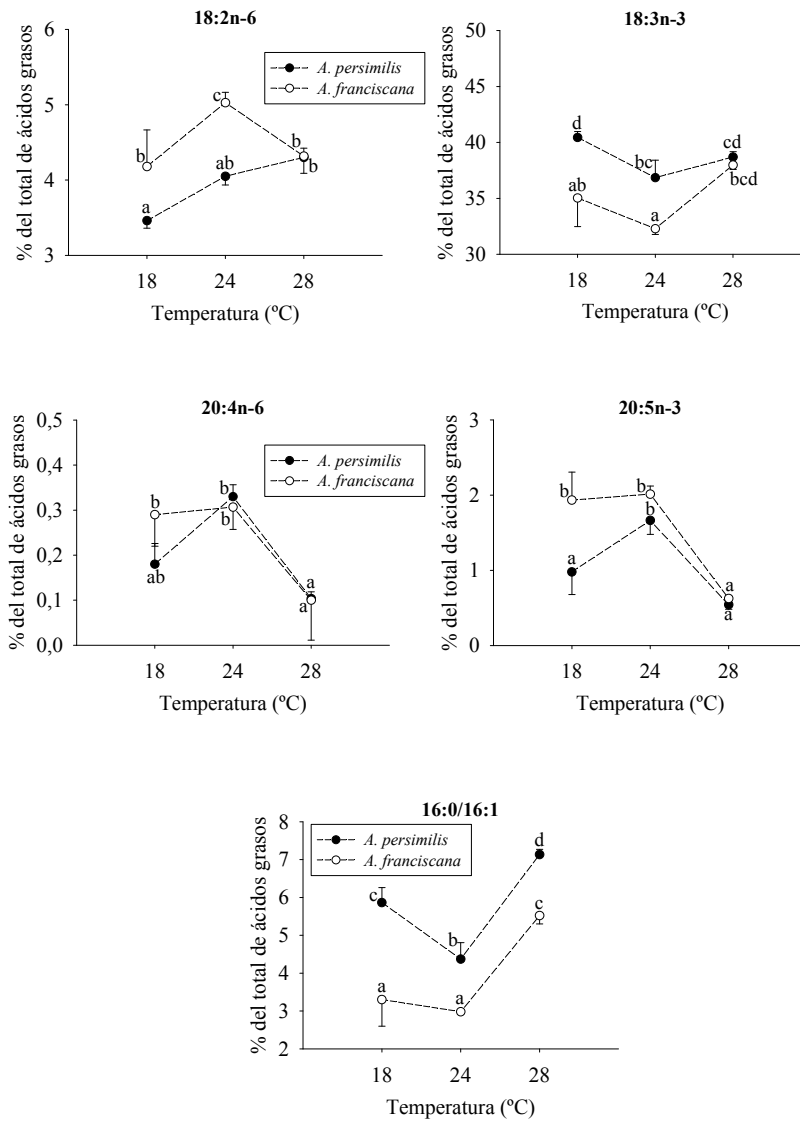 18:2n-6
% del total de ácidos grasos
6
5
4
3
A. persimilis
A. franciscana
b
c
b
a
ab
b
18 24 28
Temperatura (ºC)
18:3n-3
% del total de ácidos grasos
50
45
40
35
30
d
bc
cd
ab
a
bcd
18 24 28
Temperatura (ºC)
20:4n-6
% del total de ácidos grasos
0,5
0,4
0,3
0,2
0,1
0,0
A. persimilis
A. franciscana
b
b
b
ab
a
a
18 24 28
Temperatura (ºC)
20:5n-3
% del total de ácidos grasos
3
2
1
0
b
b
b
a
a
a
18 24 28
Temperatura (ºC)
16:0/16:1
% del total de ácidos grasos
8
7
6
5
4
3
2
A. persimilis
A. franciscana
c
b
d
a
a
c
18 24 28
Temperatura (ºC)